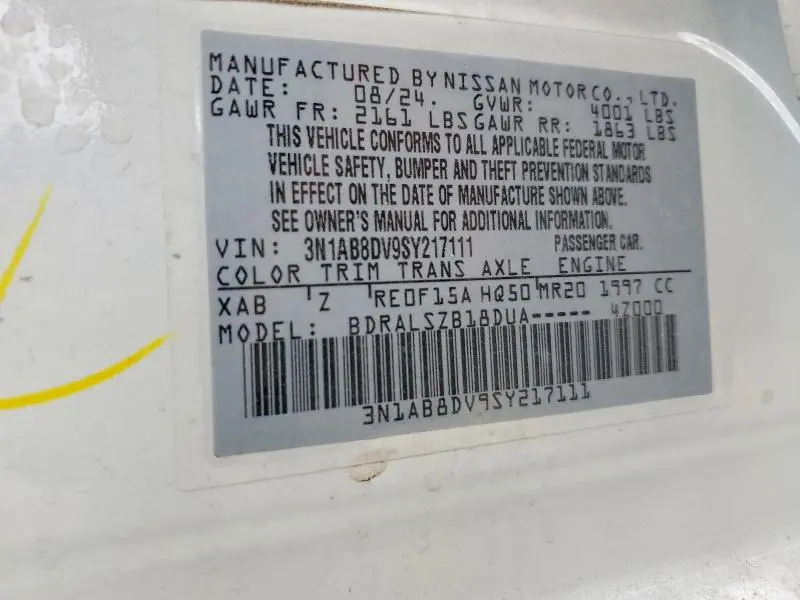 MANUFACTURED BY NISSAN MOTOR CO., LTD.
DATE: 08/24. GVWR: 4001 LBS
GAWR FR: 2161 LBS GAWR RR: 1863 LBS
THIS VEHICLE CONFORMS TO ALL APPLICABLE FEDERAL MOTOR
VEHICLE SAFETY, BUMPER AND THEFT PREVENTION STANDARDS
IN EFFECT ON THE DATE OF MANUFACTURE SHOWN ABOVE.
SEE OWNER'S MANUAL FOR ADDITIONAL INFORMATION.
VIN: 3N1AB8DV9SY217111 PASSENGER CAR.
COLOR TRIM TRANS AXLE ENGINE
XAB Z RE0F15A HQ50 MR20 1997 CC
MODEL: BDRALSZB18DUA----- 47000
3N1AB8DV9SY217111